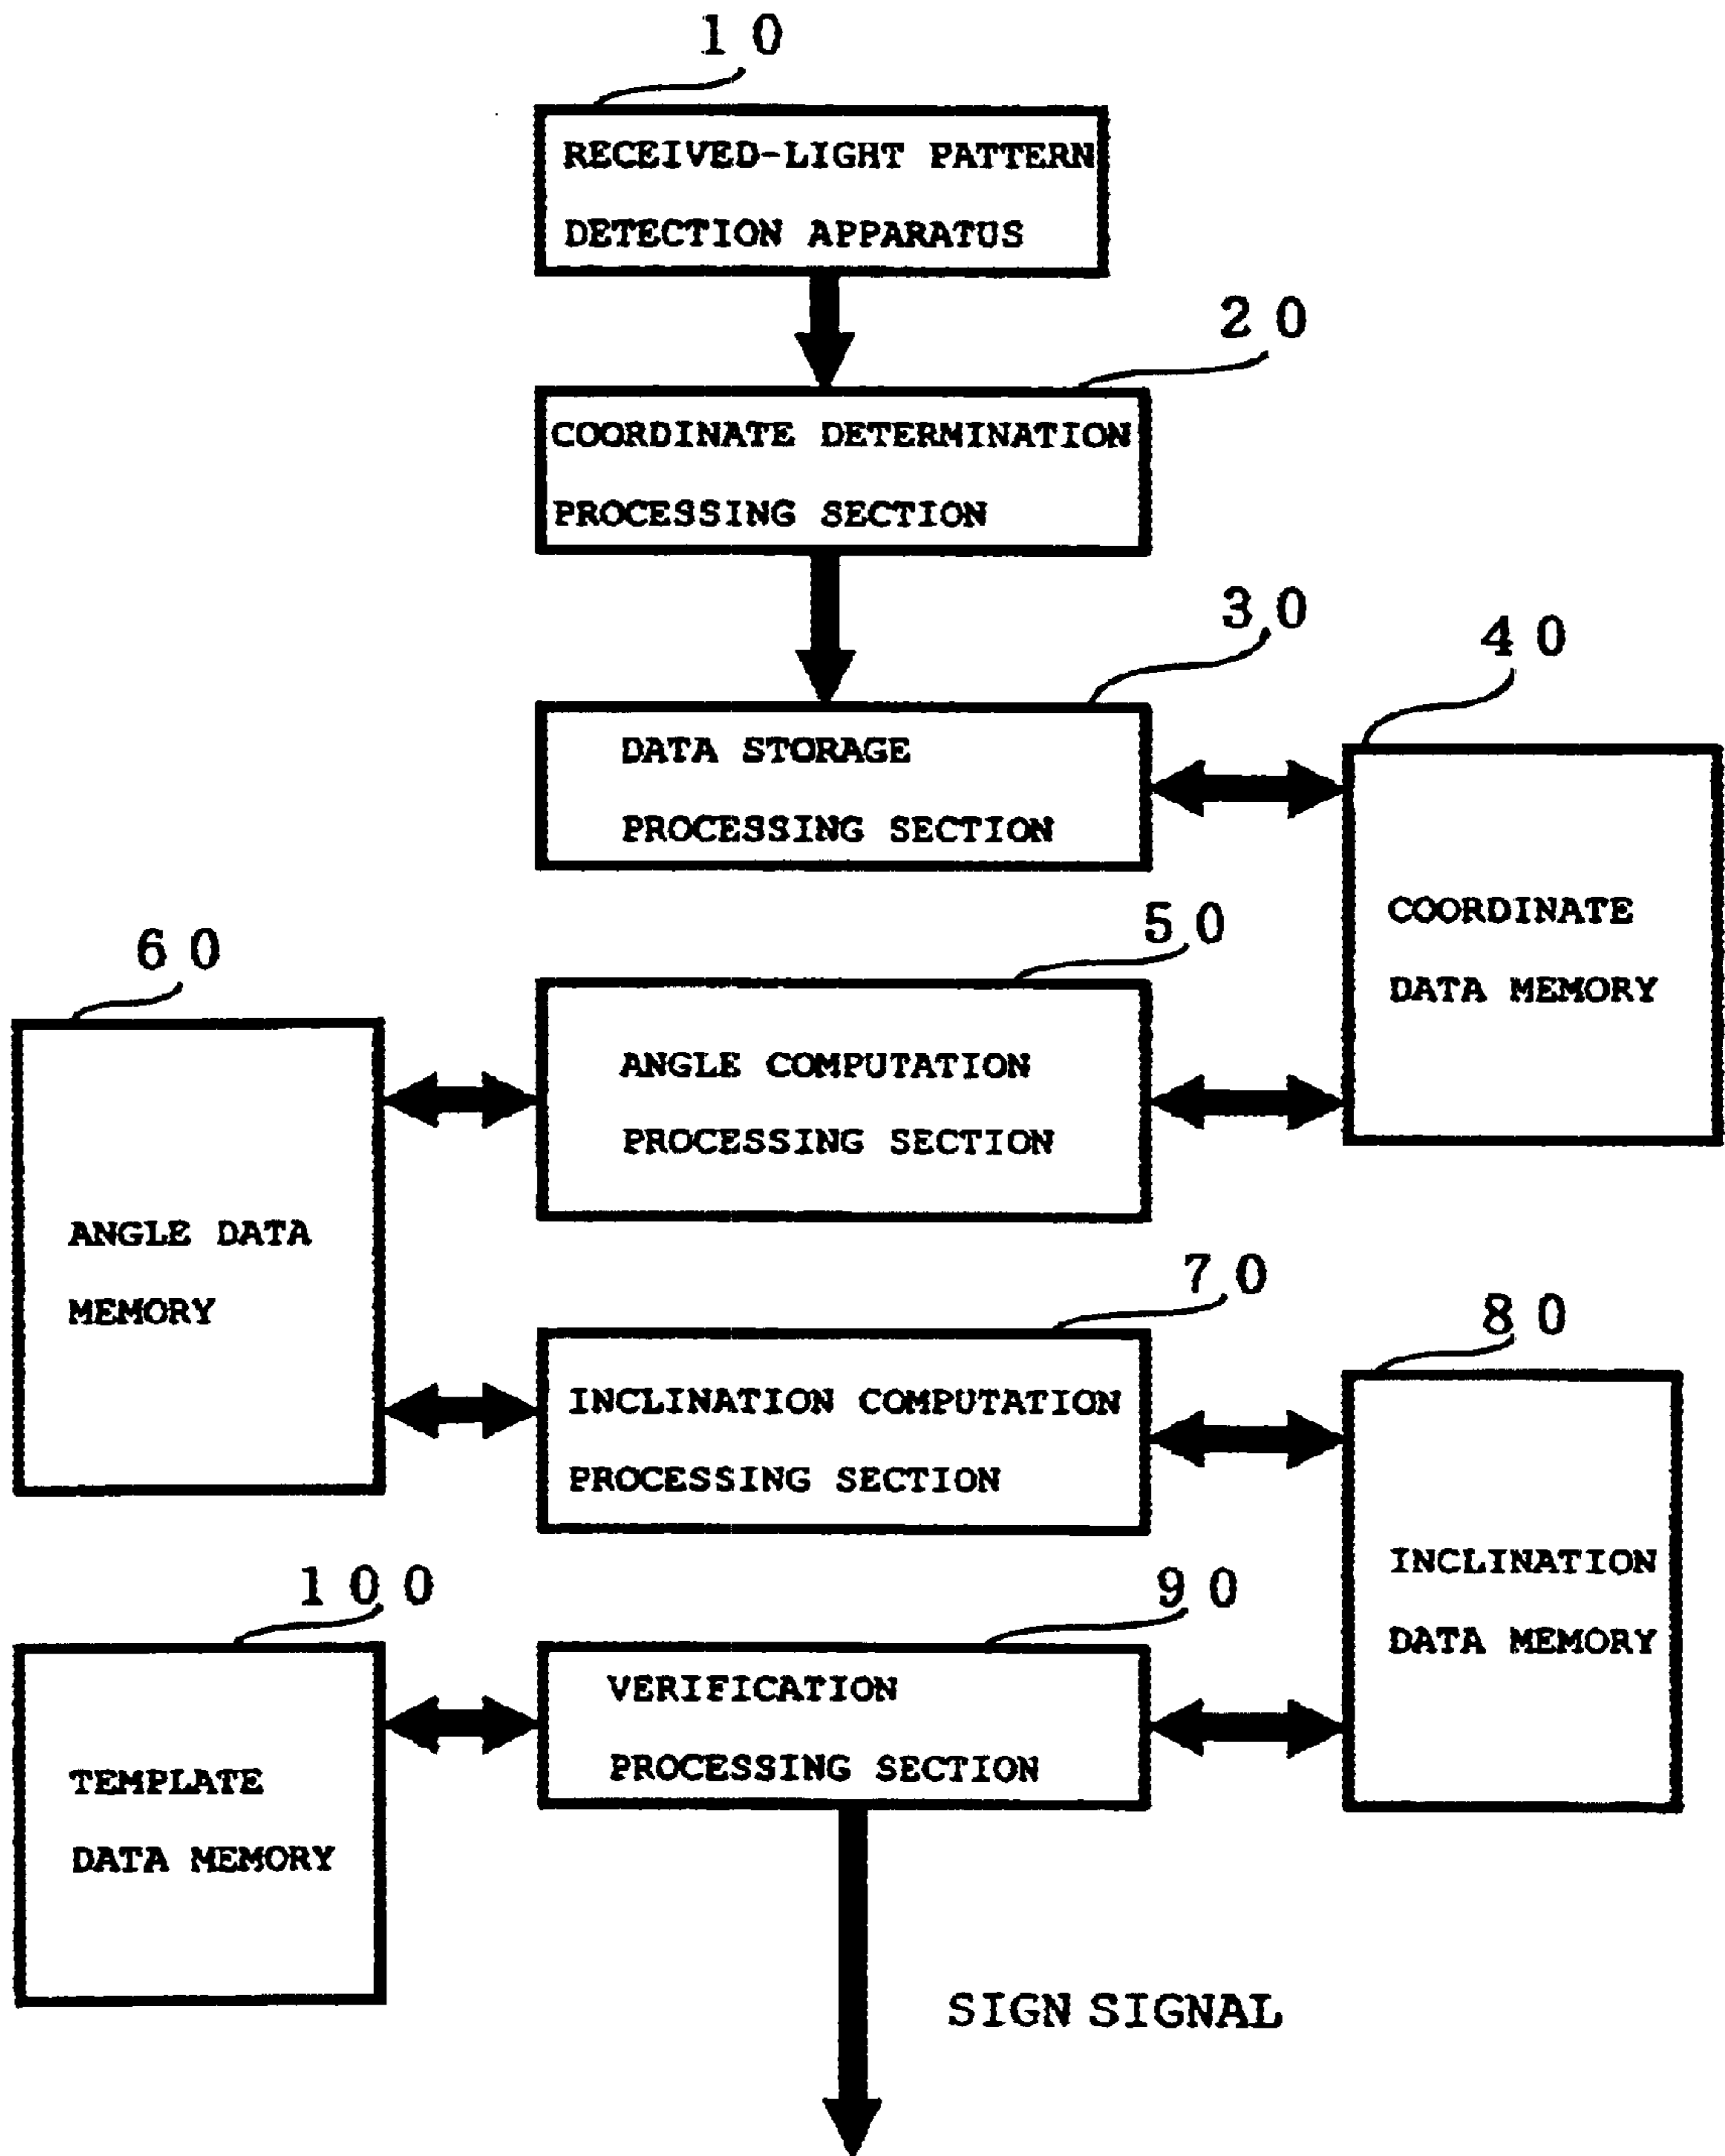 10
RECEIVED-LIGHT PATTERN
DETECTION APPARATUS
20
COORDINATE DETERMINATION
PROCESSING SECTION
30
DATA STORAGE
PROCESSING SECTION
40
COORDINATE
DATA MEMORY
50
ANGLE COMPUTATION
PROCESSING SECTION
60
ANGLE DATA
MEMORY
70
INCLINATION COMPUTATION
PROCESSING SECTION
80
INCLINATION
DATA MEMORY
90
VERIFICATION
PROCESSING SECTION
100
TEMPLATE
DATA MEMORY
SIGN SIGNAL